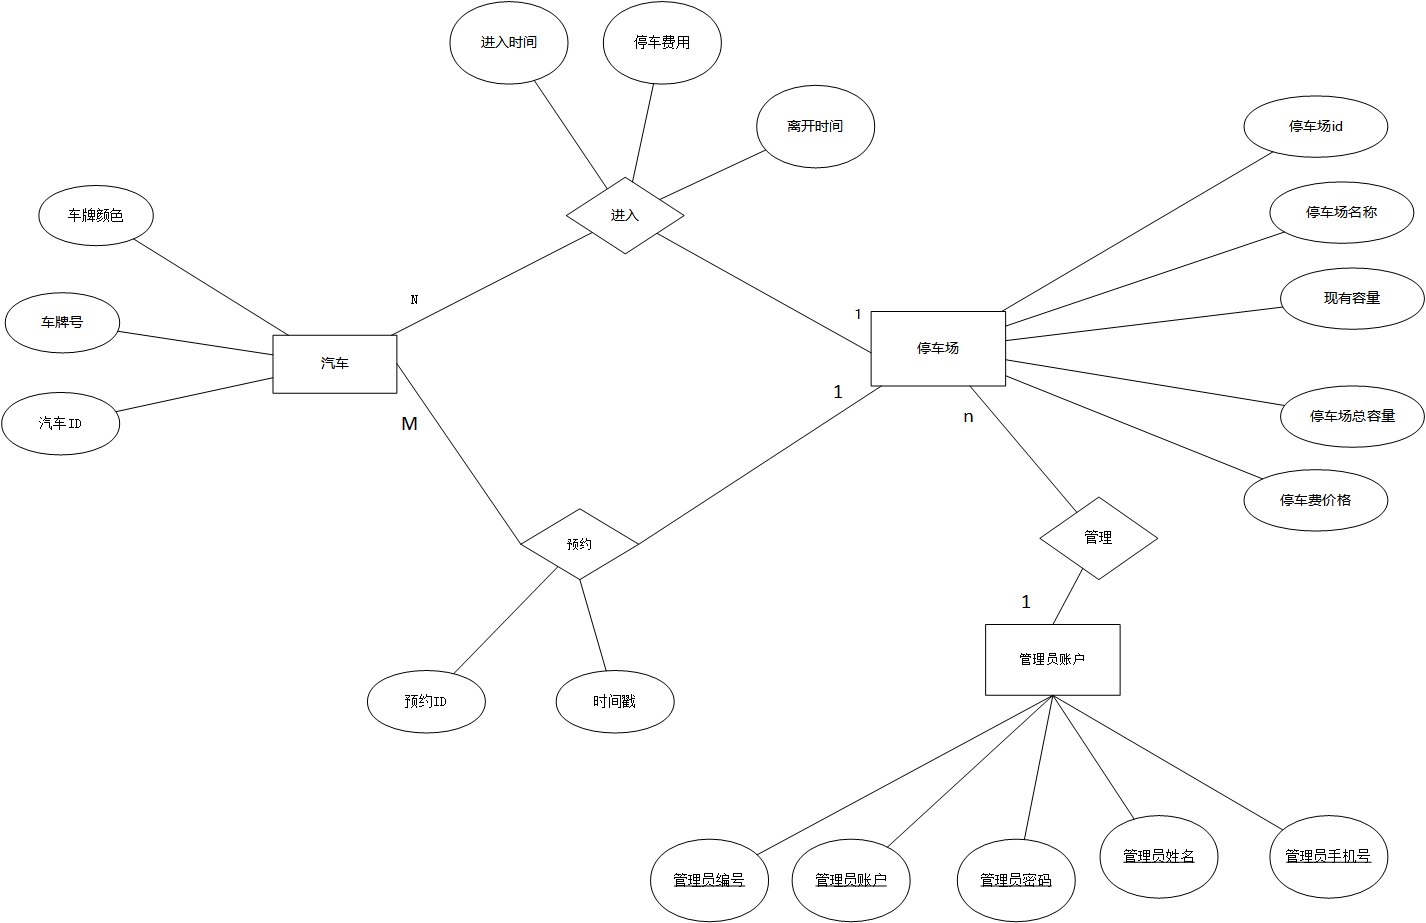 进入时间
停车费用
离开时间
停车场id
车牌颜色
进入
停车场名称
N
1
现有容量
车牌号
汽车
停车场
M
1
n
停车场总容量
汽车ID
停车费价格
预约
管理
1
管理员账户
预约ID
时间戳
管理员编号
管理员账户
管理员密码
管理员姓名
管理员手机号